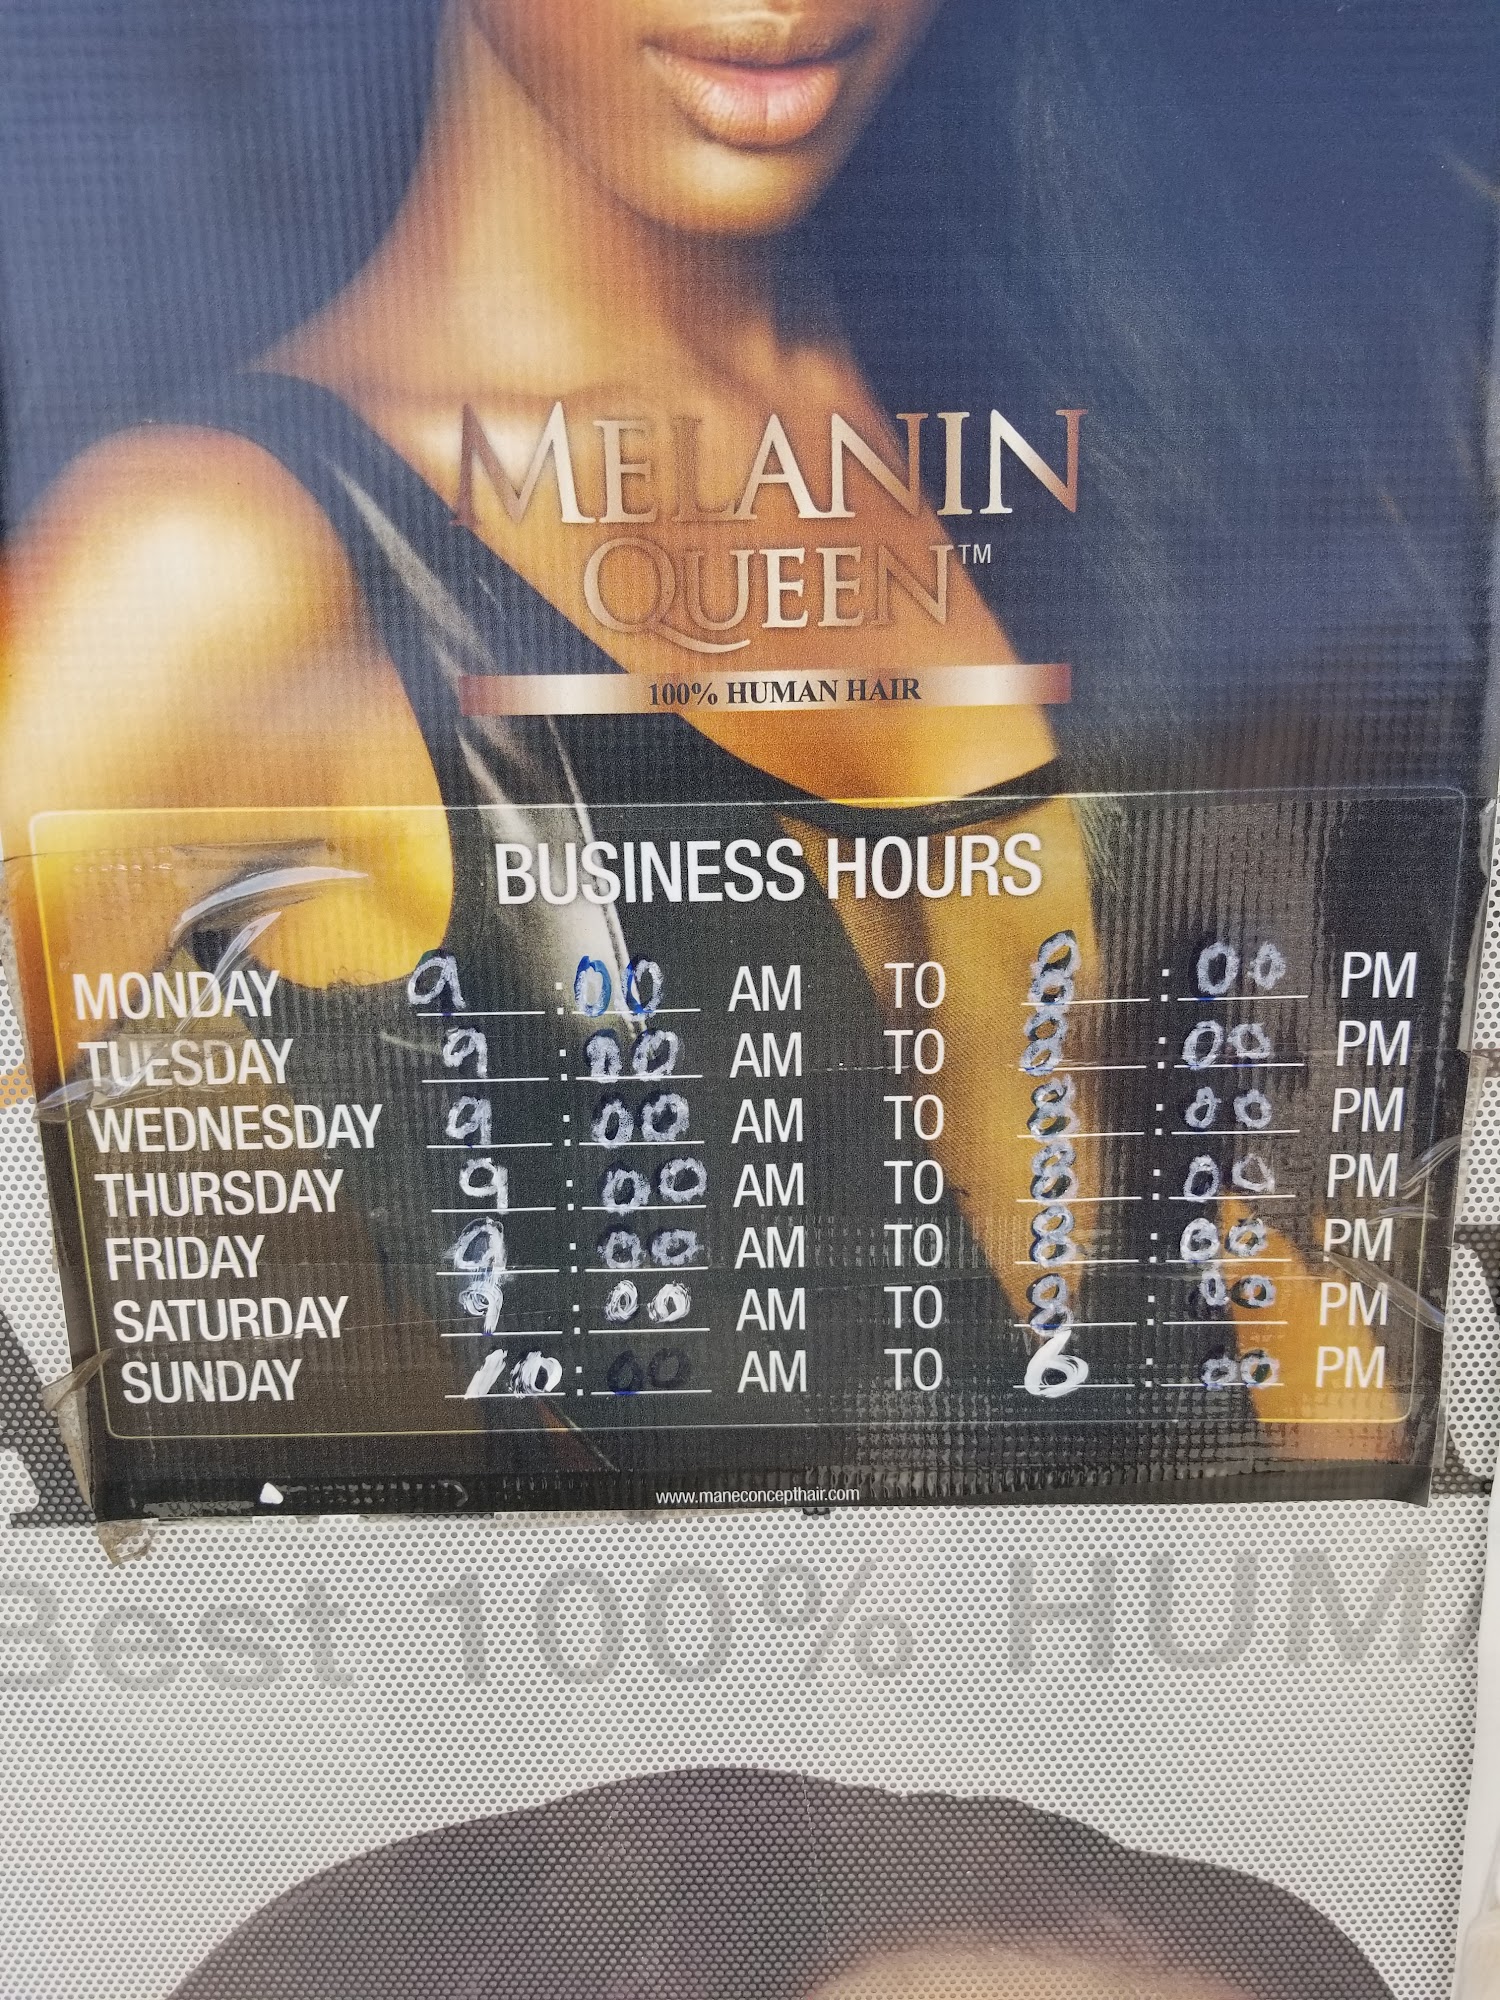 MELANIN
QUEEN™
100% HUMAN HAIR
BUSINESS HOURS
MONDAY 9:00 AM TO 8:00 PM
TUESDAY 9:00 AM TO 8:00 PM
WEDNESDAY 9:00 AM TO 8:00 PM
THURSDAY 9:00 AM TO 8:00 PM
FRIDAY 9:00 AM TO 8:00 PM
SATURDAY 9:00 AM TO 8:00 PM
SUNDAY 10:00 AM TO 6:00 PM
www.maneconcepthair.com
Best 100% HUM